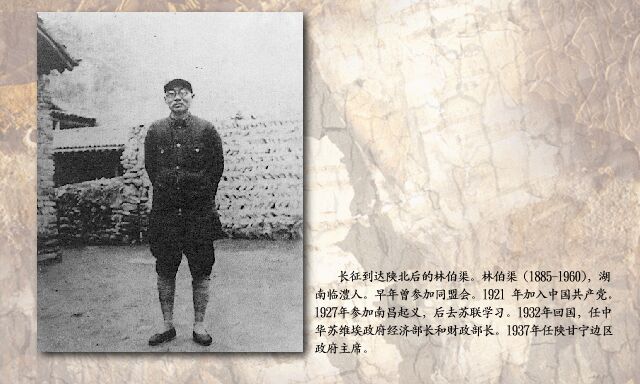 长征到达陕北后的林伯渠。林伯渠（1885-1960），湖
南临澧人。早年曾参加同盟会。1921 年加入中国共产党。
1927年参加南昌起义，后去苏联学习。1932年回国，任中
华苏维埃政府经济部长和财政部长。1937年任陕甘宁边区
政府主席。